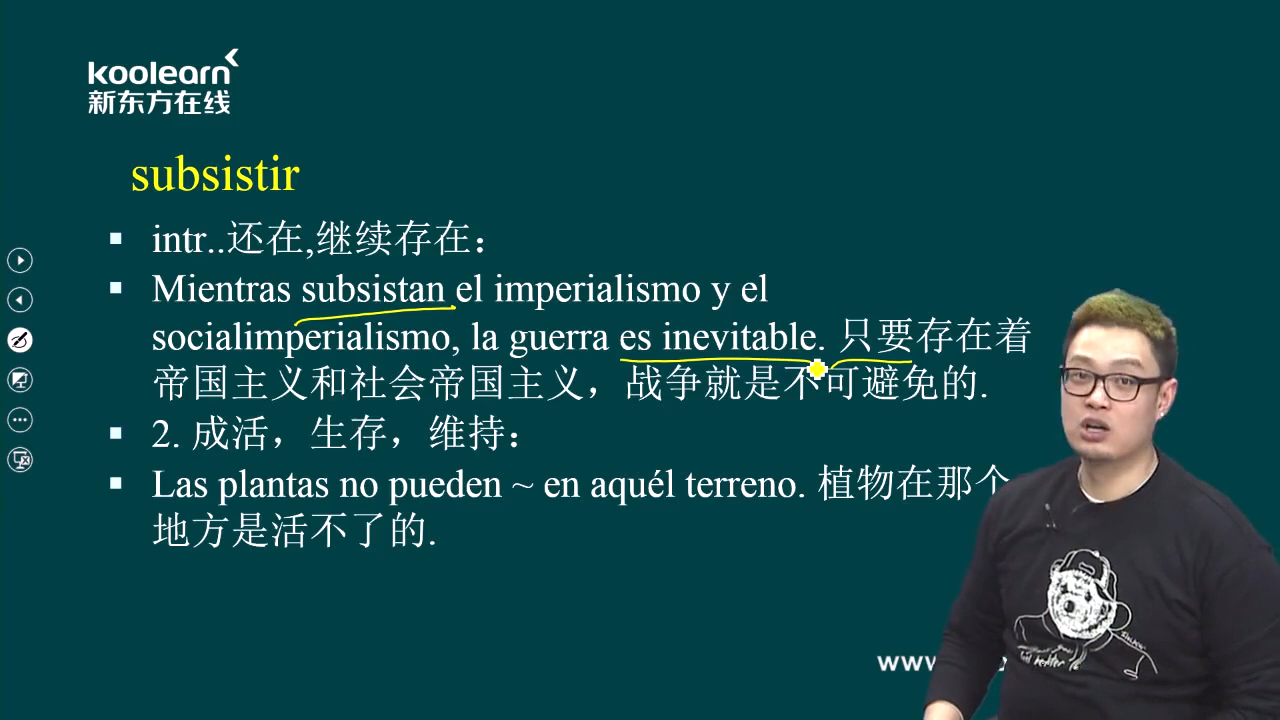 koolearn
新东方在线
subsistir
intr..还在,继续存在：
Mientras subsistan el imperialismo y el
socialimperialismo, la guerra es inevitable. 只要存在着
帝国主义和社会帝国主义，战争就是不可避免的.
2. 成活，生存，维持：
Las plantas no pueden ~ en aquél terreno. 植物在那个
地方是活不了的.
www.